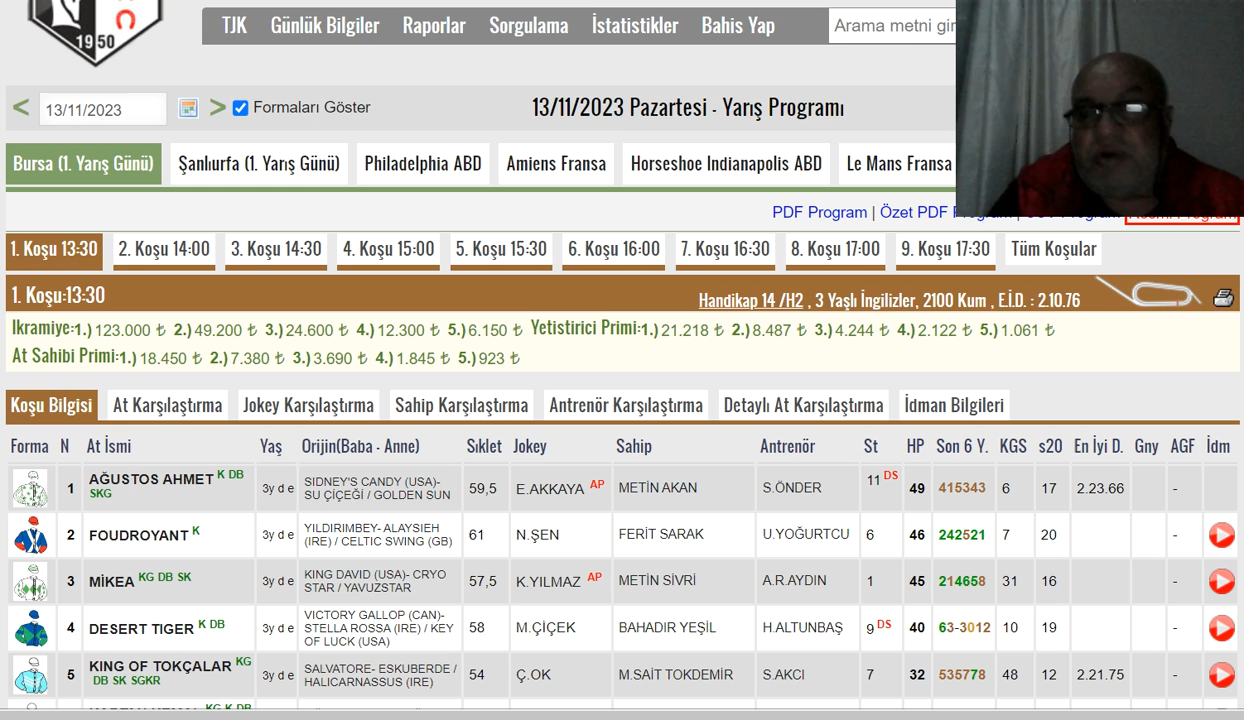 1950
TJK Günlük Bilgiler Raporlar Sorgulama İstatistikler Bahis Yap Arama metni gir
< 13/11/2023 > Formaları Göster 13/11/2023 Pazartesi - Yarış Programı
Bursa (1. Yarış Günü) Şanlıurfa (1. Yarış Günü) Philadelphia ABD Amiens Fransa Horseshoe Indianapolis ABD Le Mans Fransa
PDF Program | Özet PDF
1. Koşu 13:30 2. Koşu 14:00 3. Koşu 14:30 4. Koşu 15:00 5. Koşu 15:30 6. Koşu 16:00 7. Koşu 16:30 8. Koşu 17:00 9. Koşu 17:30 Tüm Koşular
1. Koşu:13:30 Handikap 14 /H2 , 3 Yaşlı İngilizler, 2100 Kum , E.İ.D. : 2.10.76
Ikramiye:1.) 123.000 ₺ 2.) 49.200 ₺ 3.) 24.600 ₺ 4.) 12.300 ₺ 5.) 6.150 ₺ Yetistirici Primi:1.) 21.218 ₺ 2.) 8.487 ₺ 3.) 4.244 ₺ 4.) 2.122 ₺ 5.) 1.061 ₺
At Sahibi Primi:1.) 18.450 ₺ 2.) 7.380 ₺ 3.) 3.690 ₺ 4.) 1.845 ₺ 5.) 923 ₺
Koşu Bilgisi At Karşılaştırma Jokey Karşılaştırma Sahip Karşılaştırma Antrenör Karşılaştırma Detaylı At Karşılaştırma İdman Bilgileri
Forma N At İsmi Yaş Orijin(Baba - Anne) Sıklet Jokey Sahip Antrenör St HP Son 6 Y. KGS s20 En İyi D. Gny AGF İdm
1 AĞUSTOS AHMET K DB SKG 3y d e SIDNEY'S CANDY (USA)- SU ÇİÇEĞİ / GOLDEN SUN 59,5 E.AKKAYA AP METİN AKAN S.ÖNDER 11 DS 49 415343 6 17 2.23.66 -
2 FOUDROYANT K 3y d e YILDIRIMBEY- ALAYSIEH (IRE) / CELTIC SWING (GB) 61 N.ŞEN FERİT SARAK U.YOĞURTCU 6 46 242521 7 20 -
3 MİKEA KG DB SK 3y d e KING DAVID (USA)- CRYO STAR / YAVUZSTAR 57,5 K.YILMAZ AP METİN SİVRİ A.R.AYDIN 1 45 214658 31 16 -
4 DESERT TIGER K DB 3y d e VICTORY GALLOP (CAN)- STELLA ROSSA (IRE) / KEY OF LUCK (USA) 58 M.ÇİÇEK BAHADIR YEŞİL H.ALTUNBAŞ 9 DS 40 63-3012 10 19 -
5 KING OF TOKÇALAR KG DB SK SGKR 3y d e SALVATORE- ESKUBERDE / HALICARNASSUS (IRE) 54 Ç.OK M.SAİT TOKDEMİR S.AKCI 7 32 535778 48 12 2.21.75 -